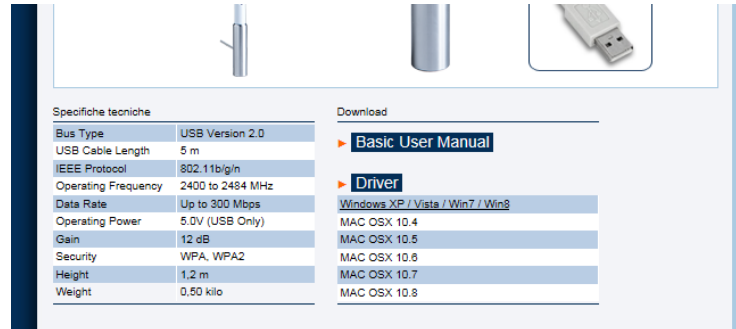 Specifiche tecniche
Bus Type USB Version 2.0
USB Cable Length 5 m
IEEE Protocol 802.11b/g/n
Operating Frequency 2400 to 2484 MHz
Data Rate Up to 300 Mbps
Operating Power 5.0V (USB Only)
Gain 12 dB
Security WPA, WPA2
Height 1,2 m
Weight 0,50 kilo
Download
Basic User Manual
Driver
Windows XP / Vista / Win7 / Win8
MAC OSX 10.4
MAC OSX 10.5
MAC OSX 10.6
MAC OSX 10.7
MAC OSX 10.8